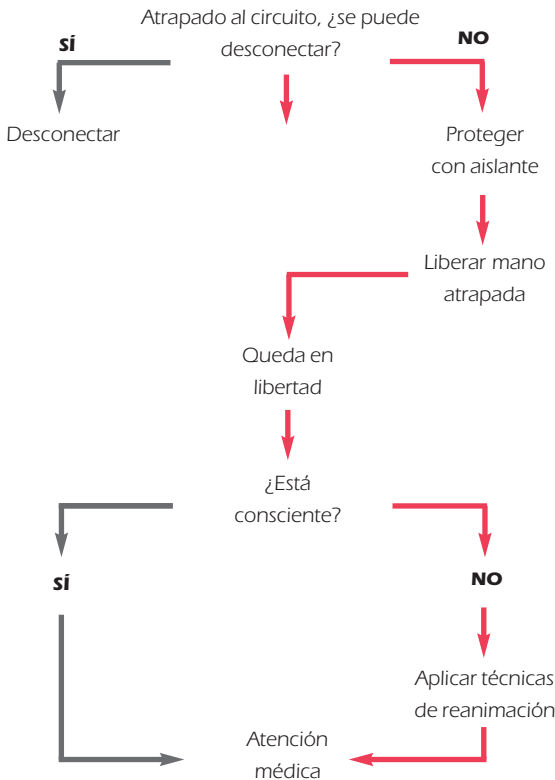 Atrapado al circuito, ¿se puede
desconectar?
SÍ
NO
Desconectar
Proteger
con aislante
Liberar mano
atrapada
Queda en
libertad
¿Está
consciente?
SÍ
NO
Aplicar técnicas
de reanimación
Atención
médica